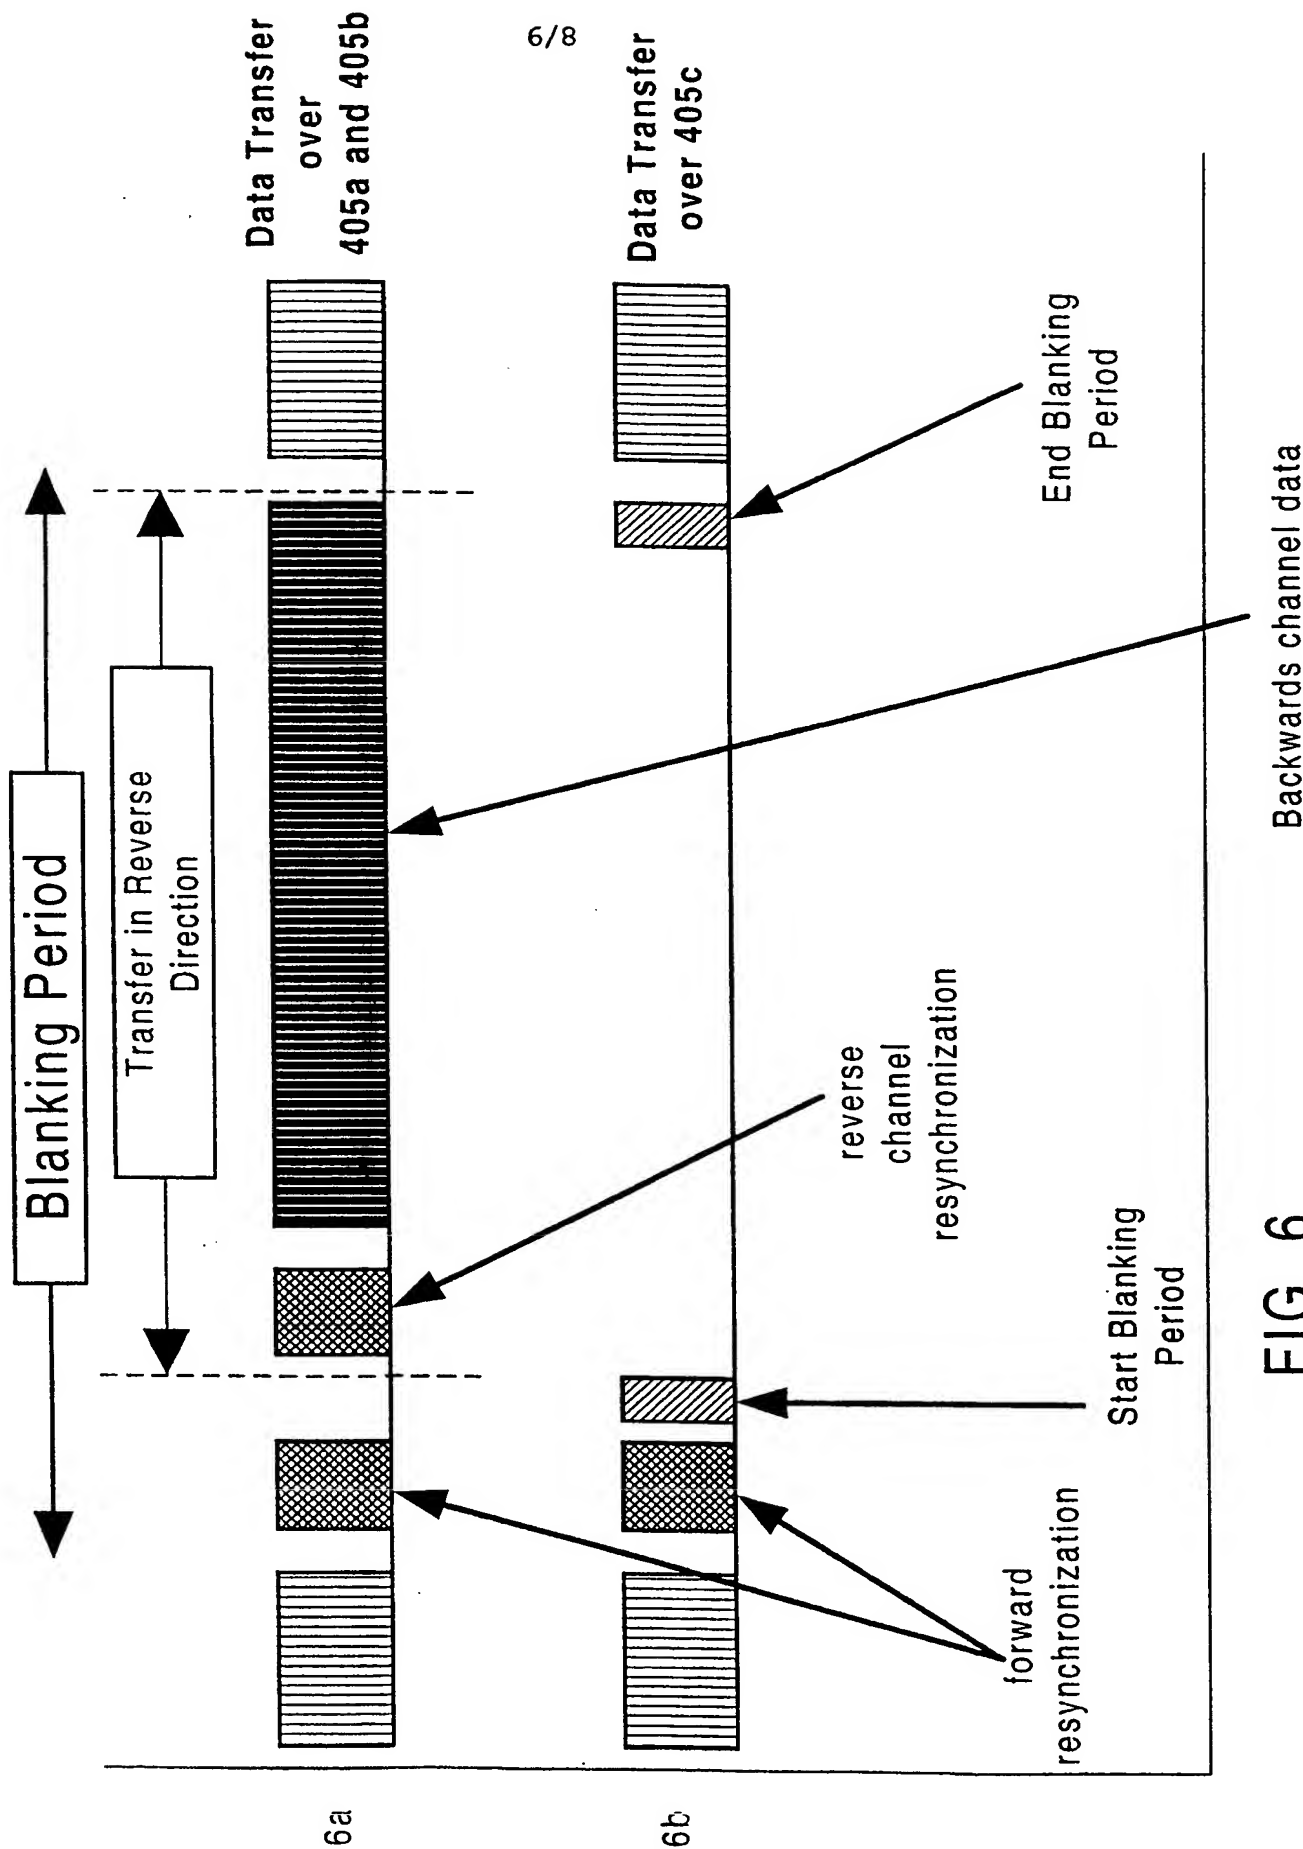 6/8
Blanking Period
Transfer in Reverse
Direction
Data Transfer
over
405a and 405b
6a
Data Transfer
over 405c
6b
forward
resynchronization
Start Blanking
Period
reverse
channel
resynchronization
End Blanking
Period
Backwards channel data
FIG. 6